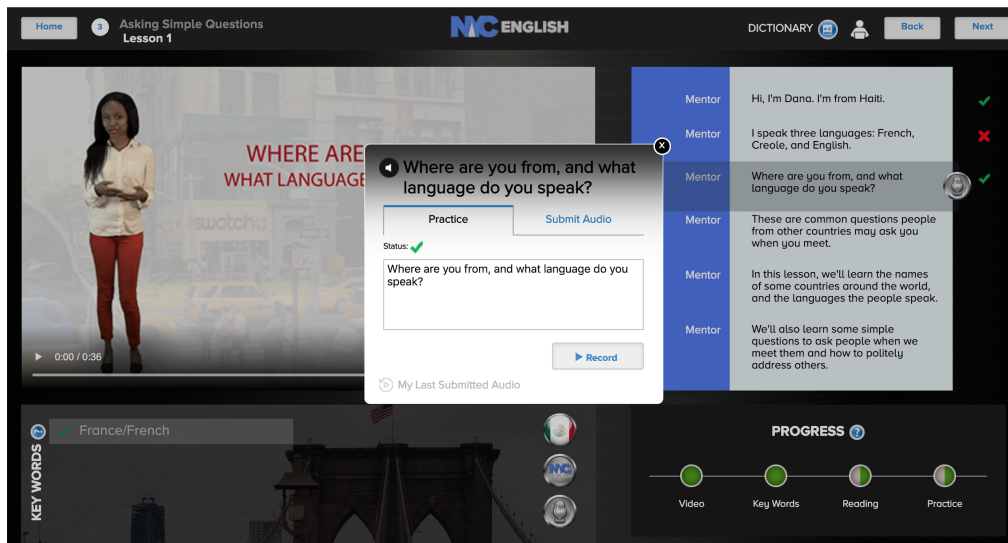 Home
3
Asking Simple Questions
Lesson 1
NYC ENGLISH
DICTIONARY
Back
Next
WHERE ARE
WHAT LANGUAGE
swatch
0:00 / 0:36
X
Where are you from, and what
language do you speak?
Practice
Submit Audio
Status:
Where are you from, and what language do you
speak?
Record
My Last Submitted Audio
Mentor
Hi, I'm Dana. I'm from Haiti.
Mentor
I speak three languages: French,
Creole, and English.
Mentor
Where are you from, and what
language do you speak?
Mentor
These are common questions people
from other countries may ask you
when you meet.
Mentor
In this lesson, we'll learn the names
of some countries around the world,
and the languages the people speak.
Mentor
We'll also learn some simple
questions to ask people when we
meet them and how to politely
address others.
KEY WORDS ?
France/French
NYC
PROGRESS ?
Video
Key Words
Reading
Practice